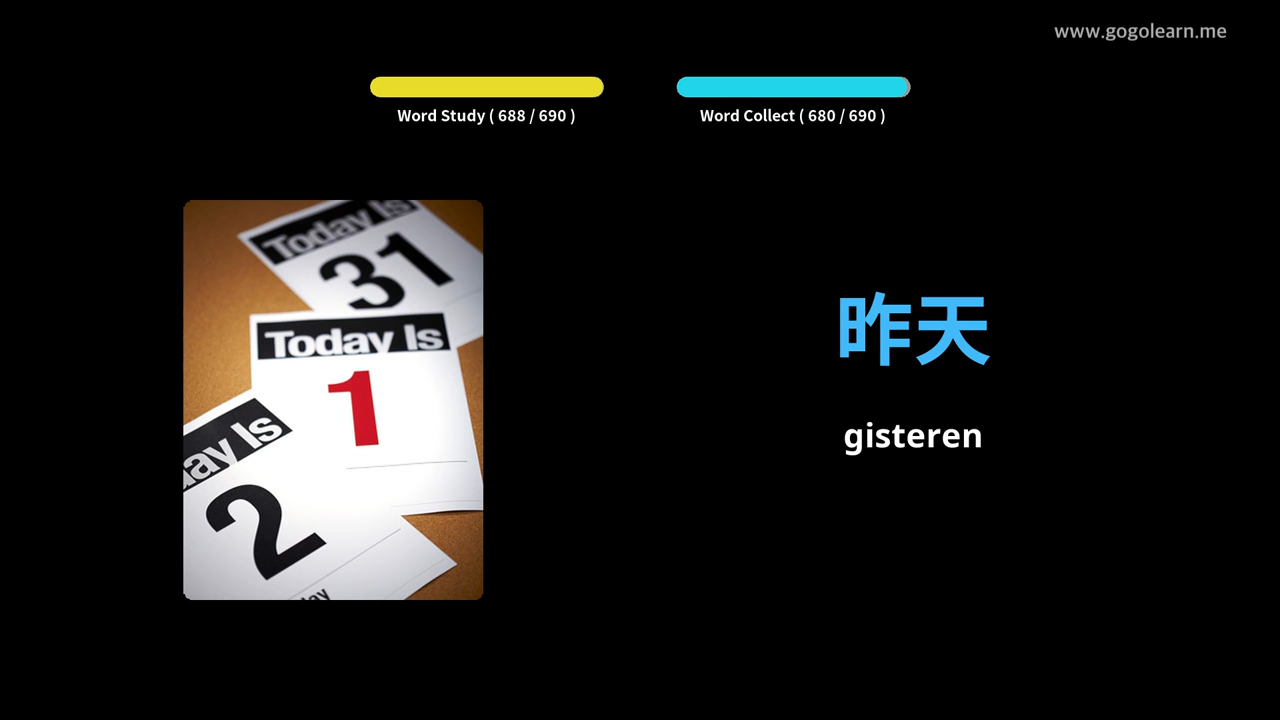 www.gogolearn.me
Word Study ( 688 / 690 )
Word Collect ( 680 / 690 )
Today Is
31
Today Is
1
ay Is
2
昨天
gisteren